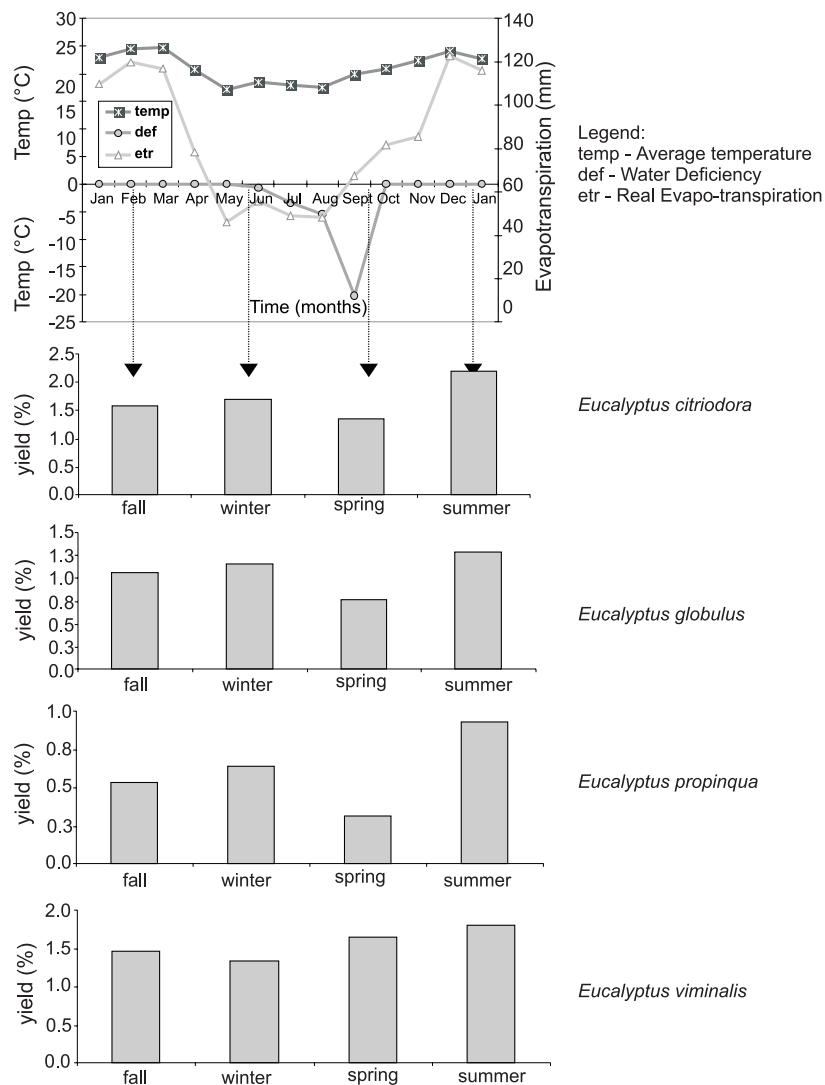 30
25
20
15
10
5
0
-5
-10
-15
-20
-25
Temp (°C)
Temp (°C)
temp
def
etr
Jan Feb Mar Apr May Jun Jul Aug Sept Oct Nov Dec Jan
Time (months)
140
120
100
80
60
40
20
0
Evapotranspiration (mm)
Legend:
temp - Average temperature
def - Water Deficiency
etr - Real Evapo-transpiration
2.5
2.0
1.5
1.0
0.5
0.0
yield (%)
fall winter spring summer
Eucalyptus citriodora
1.5
1.3
1.0
0.8
0.5
0.3
0.0
yield (%)
fall winter spring summer
Eucalyptus globulus
1.0
0.8
0.5
0.3
0.0
yield (%)
fall winter spring summer
Eucalyptus propinqua
2.0
1.5
1.0
0.5
0.0
yield (%)
fall winter spring summer
Eucalyptus viminalis